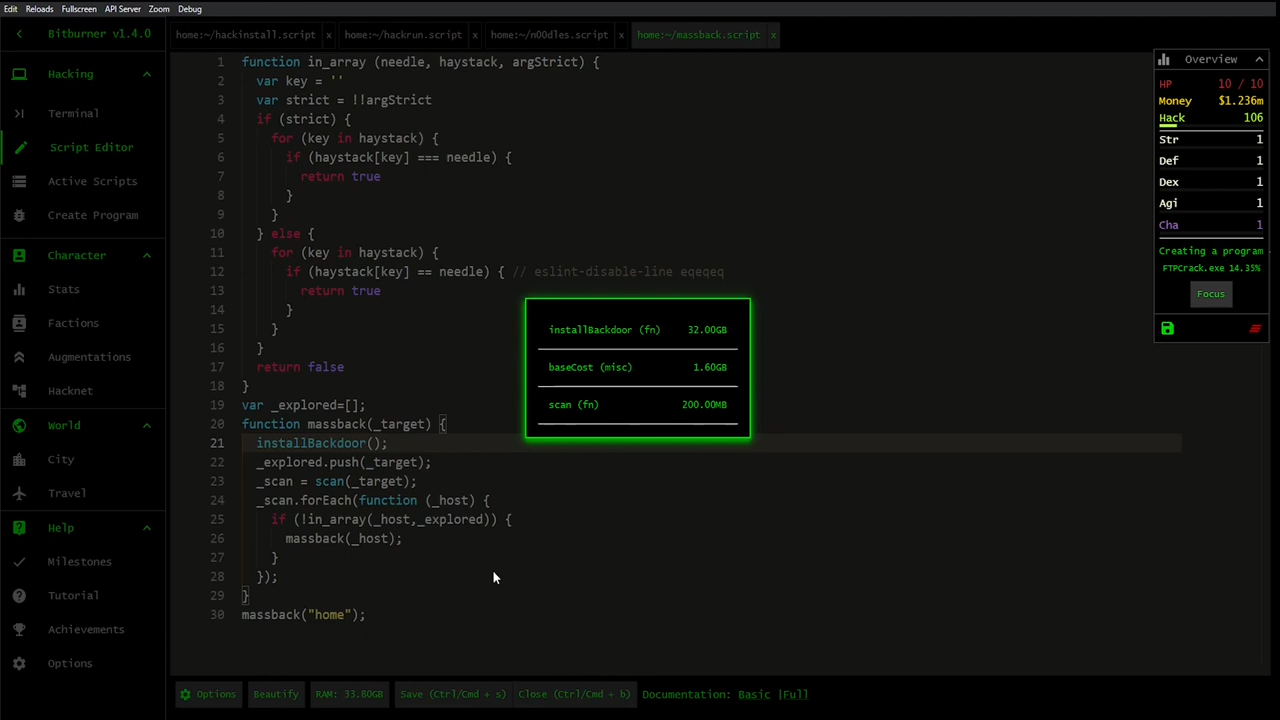 Edit Reloads Fullscreen API Server Zoom Debug
Bitburner v1.4.0
Hacking
Terminal
Script Editor
Active Scripts
Create Program
Character
Stats
Factions
Augmentations
Hacknet
World
City
Travel
Help
Milestones
Tutorial
Achievements
Options
home:~/hackinstall.script x home:~/hackrun.script x home:~/n00dles.script x home:~/massback.script x
1 function in_array (needle, haystack, argStrict) {
2 var key = ''
3 var strict = !!argStrict
4 if (strict) {
5 for (key in haystack) {
6 if (haystack[key] === needle) {
7 return true
8 }
9 }
10 } else {
11 for (key in haystack) {
12 if (haystack[key] == needle) { // eslint-disable-line eqeqeq
13 return true
14 }
15 }
16 }
17 return false
18 }
19 var _explored=[];
20 function massback(_target) {
21 installBackdoor();
22 _explored.push(_target);
23 _scan = scan(_target);
24 _scan.forEach(function (_host) {
25 if (!in_array(_host,_explored)) {
26 massback(_host);
27 }
28 });
29 }
30 massback("home");
installBackdoor (fn) 32.00GB
baseCost (misc) 1.60GB
scan (fn) 200.00MB
Options Beautify RAM: 33.80GB Save (Ctrl/Cmd + s) Close (Ctrl/Cmd + b) Documentation: Basic |Full
Overview
HP 10 / 10
Money $1.236m
Hack 106
Str 1
Def 1
Dex 1
Agi 1
Cha 1
Creating a program
FTPCrack.exe 14.35%
Focus